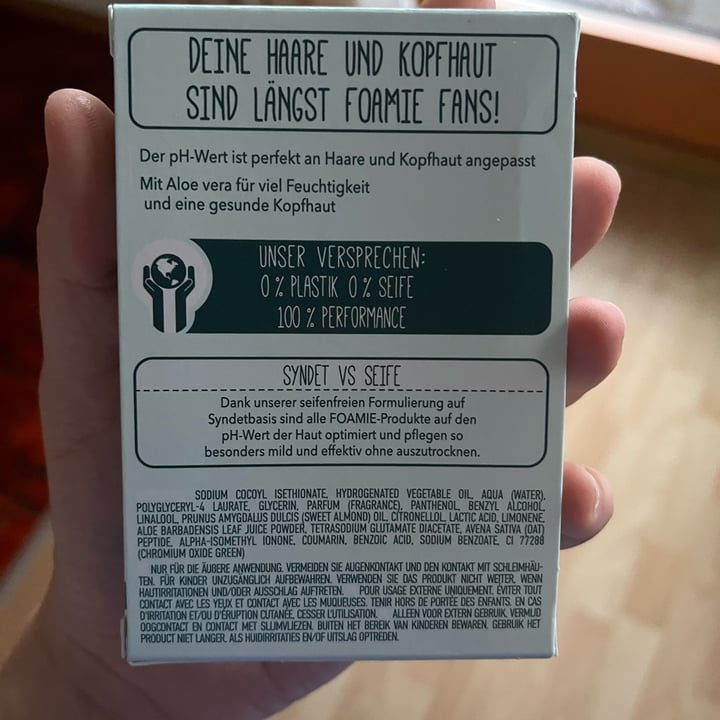 DEINE HAARE UND KOPFHAUT
SIND LÄNGST FOAMIE FANS!
Der pH-Wert ist perfekt an Haare und Kopfhaut angepasst
Mit Aloe vera für viel Feuchtigkeit
und eine gesunde Kopfhaut
UNSER VERSPRECHEN:
0 % PLASTIK 0 % SEIFE
100 % PERFORMANCE
SYNDET VS SEIFE
Dank unserer seifenfreien Formulierung auf
Syndetbasis sind alle FOAMIE-Produkte auf den
pH-Wert der Haut optimiert und pflegen so
besonders mild und effektiv ohne auszutrocknen.
SODIUM COCOYL ISETHIONATE, HYDROGENATED VEGETABLE OIL, AQUA (WATER),
POLYGLYCERYL-4 LAURATE, GLYCERIN, PARFUM (FRAGRANCE), PANTHENOL, BENZYL ALCOHOL,
LINALOOL, PRUNUS AMYGDALUS DULCIS (SWEET ALMOND) OIL, CITRONELLOL, LACTIC ACID, LIMONENE,
ALOE BARBADENSIS LEAF JUICE POWDER, TETRASODIUM GLUTAMATE DIACETATE, AVENA SATIVA (OAT)
PEPTIDE, ALPHA-ISOMETHYL IONONE, COUMARIN, BENZOIC ACID, SODIUM BENZOATE, CI 77288
(CHROMIUM OXIDE GREEN)
NUR FÜR DIE ÄUßERE ANWENDUNG. VERMEIDEN SIE AUGENKONTAKT UND DEN KONTAKT MIT SCHLEIMHÄU-
TEN. FÜR KINDER UNZUGÄNGLICH AUFBEWAHREN. VERWENDEN SIE DAS PRODUKT NICHT WEITER, WENN
HAUTIRRITATIONEN UND/ODER AUSSCHLAG AUFTRETEN. POUR USAGE EXTERNE UNIQUEMENT. ÉVITER TOUT
CONTACT AVEC LES YEUX ET CONTACT AVEC LES MUQUEUSES. TENIR HORS DE PORTÉE DES ENFANTS. EN CAS
D'IRRITATION ET/OU D'ÉRUPTION CUTANÉE, CESSER L'UTILISATION. ALLEEN VOOR EXTERN GEBRUIK. VERMIJD
OOGCONTACT EN CONTACT MET SLIJMVLIEZEN. BUITEN HET BEREIK VAN KINDEREN BEWAREN. GEBRUIK HET
PRODUCT NIET LANGER, ALS HUIDIRRITATIES EN/OF UITSLAG OPTREDEN.